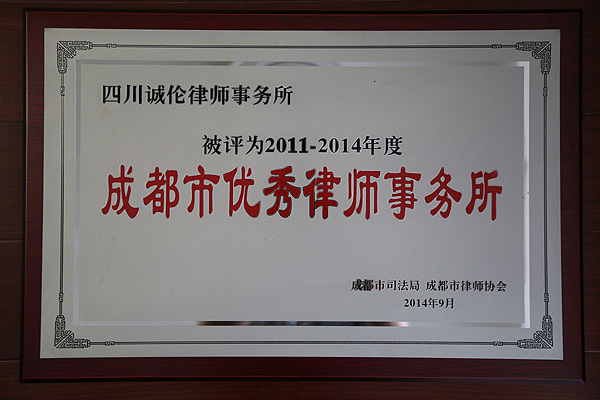 四川诚伦律师事务所
被评为2011-2014年度
成都市优秀律师事务所
成都市司法局 成都市律师协会
2014年9月